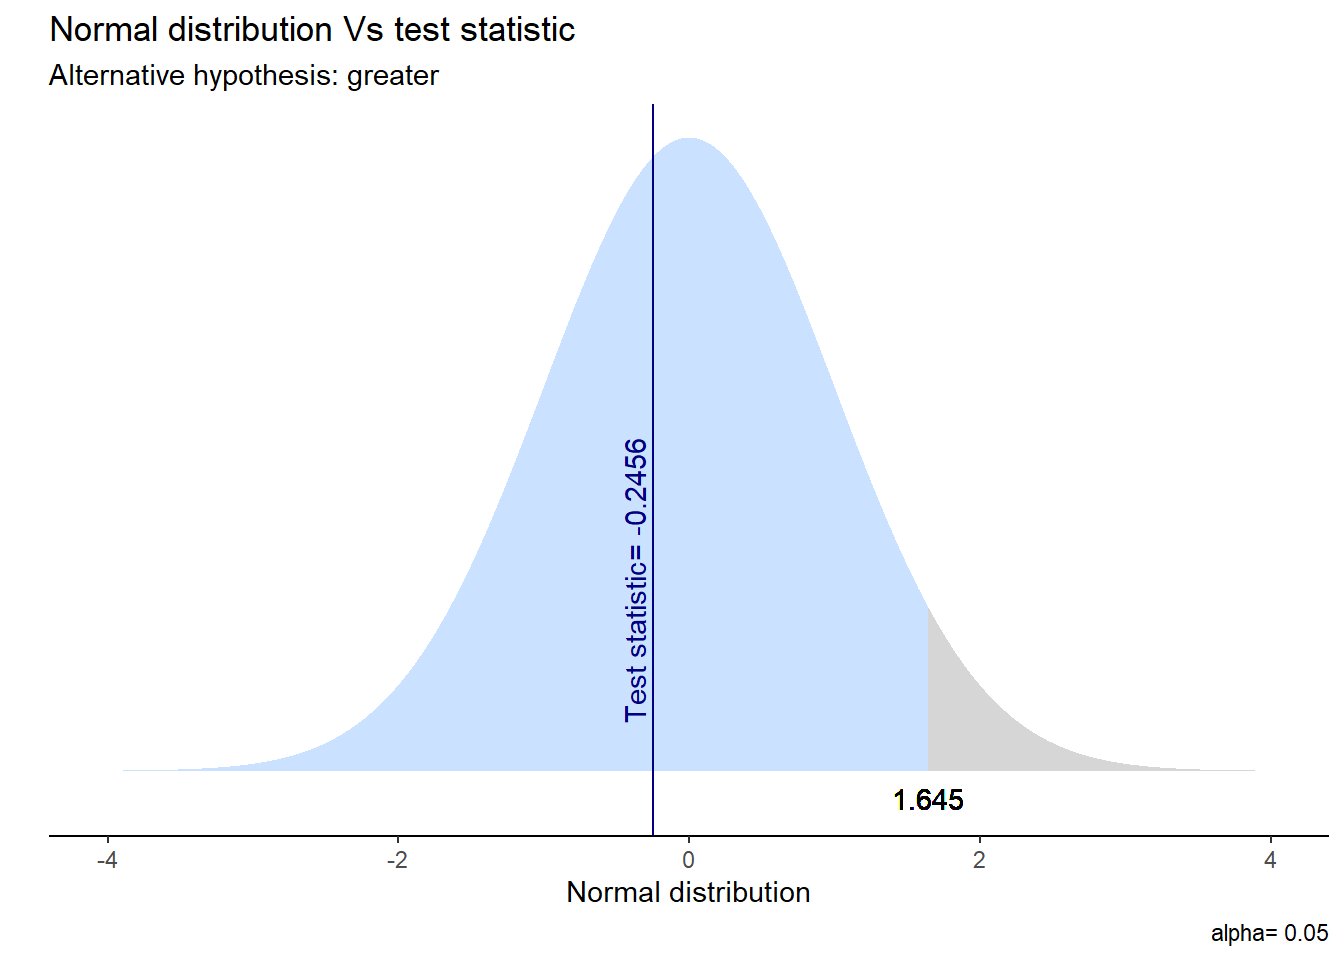 Normal distribution Vs test statistic
Alternative hypothesis: greater
Test statistic= -0.2456
1.645
-4 -2 0 2 4
Normal distribution
alpha= 0.05